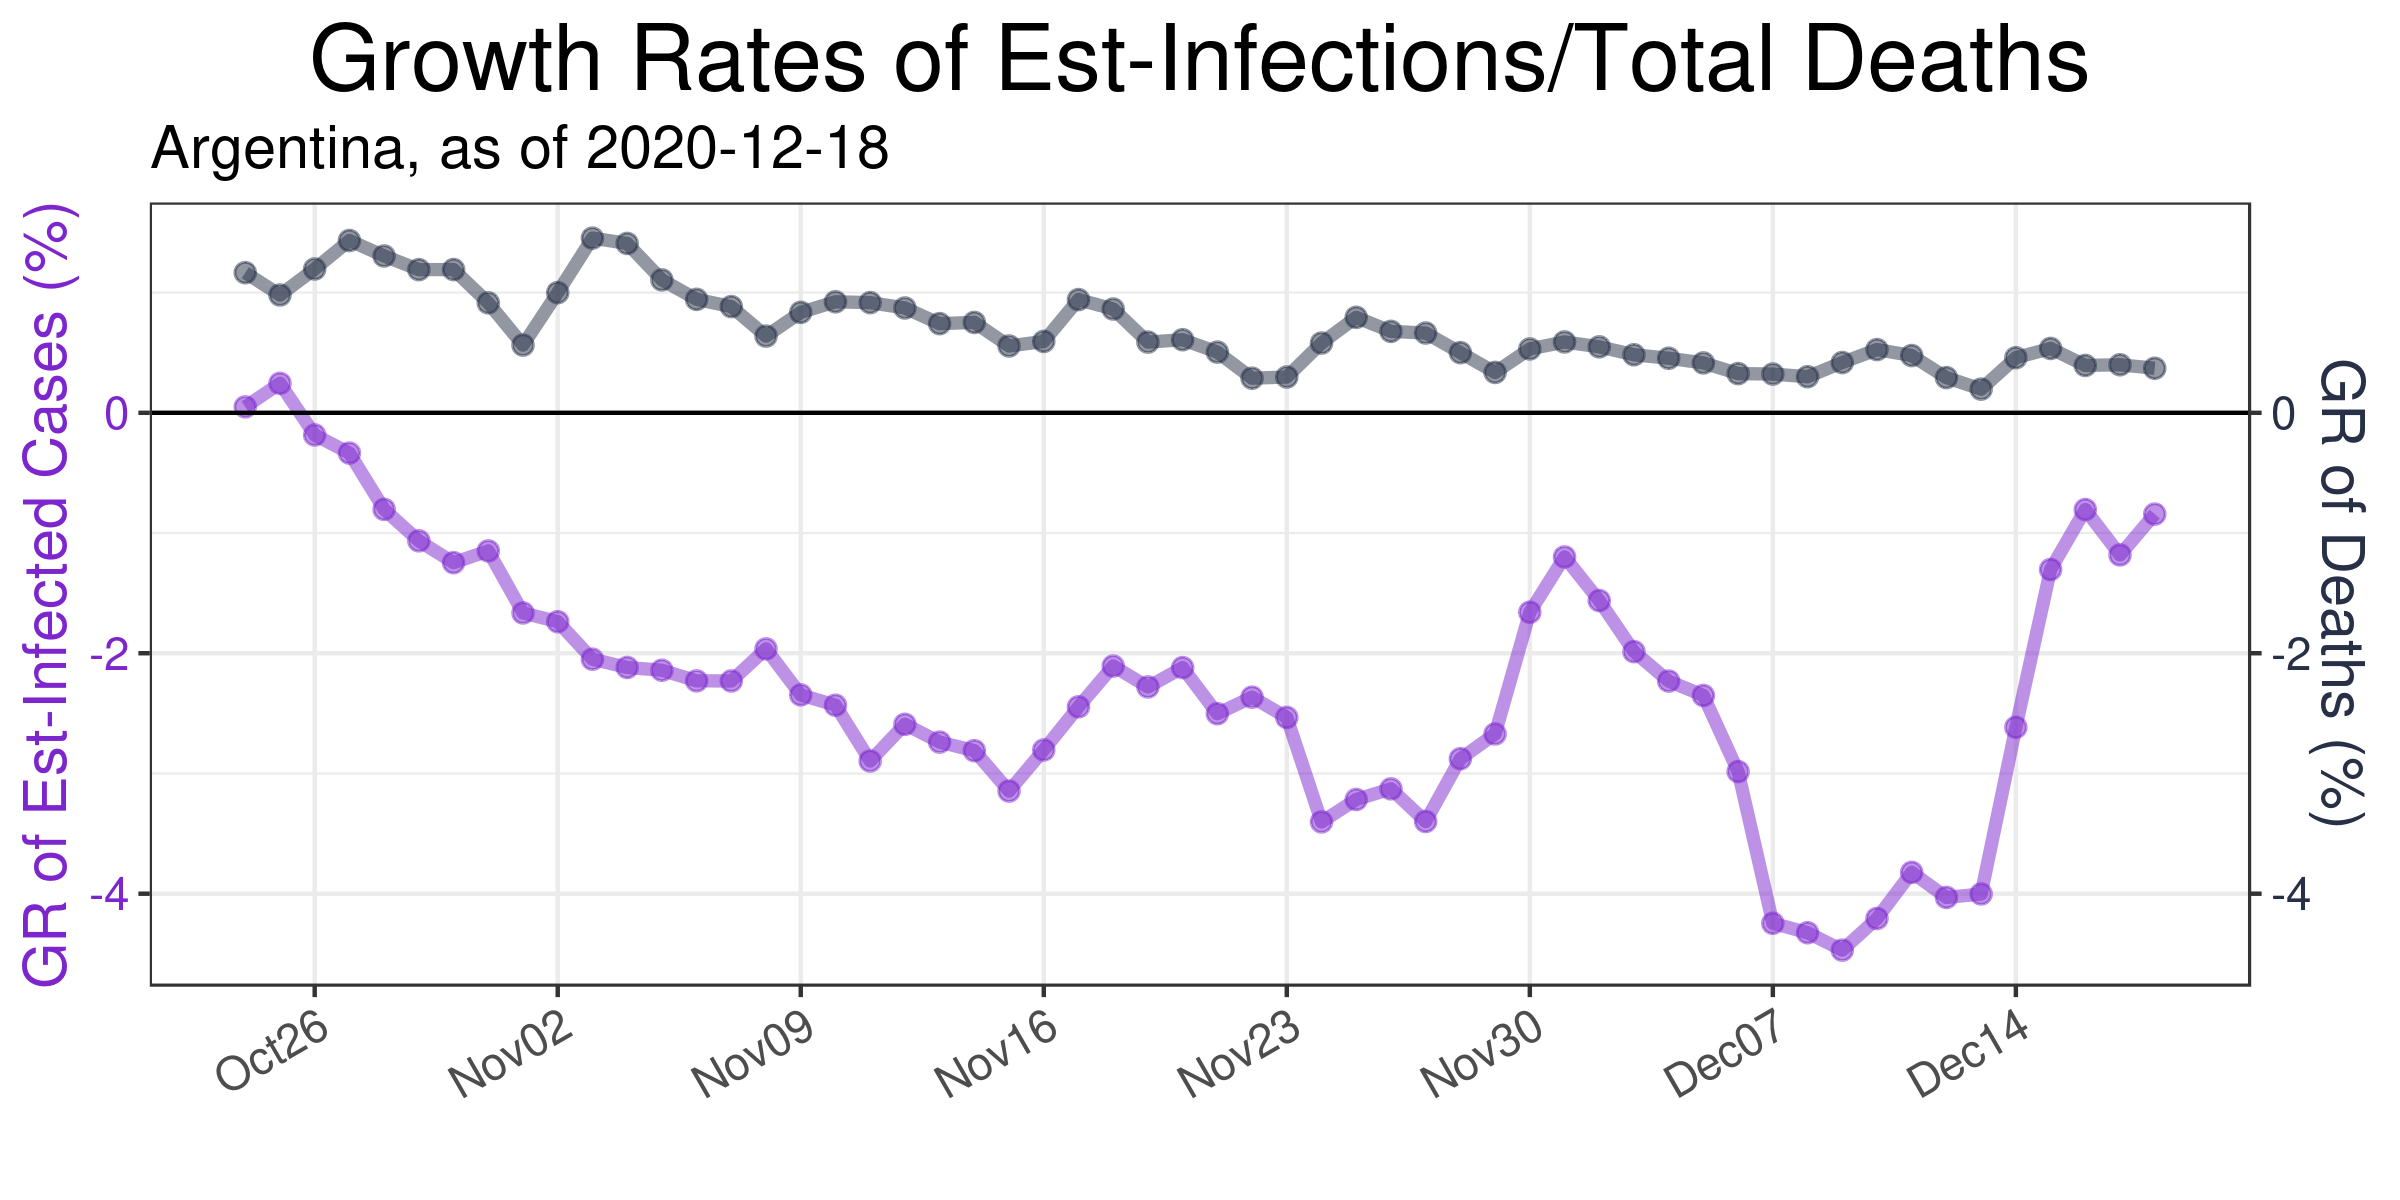 Growth Rates of Est-Infections/Total Deaths
Argentina, as of 2020-12-18
GR of Est-Infected Cases (%)
0
-2
-4
0
-2
-4
GR of Deaths (%)
Oct26
Nov02
Nov09
Nov16
Nov23
Nov30
Dec07
Dec14